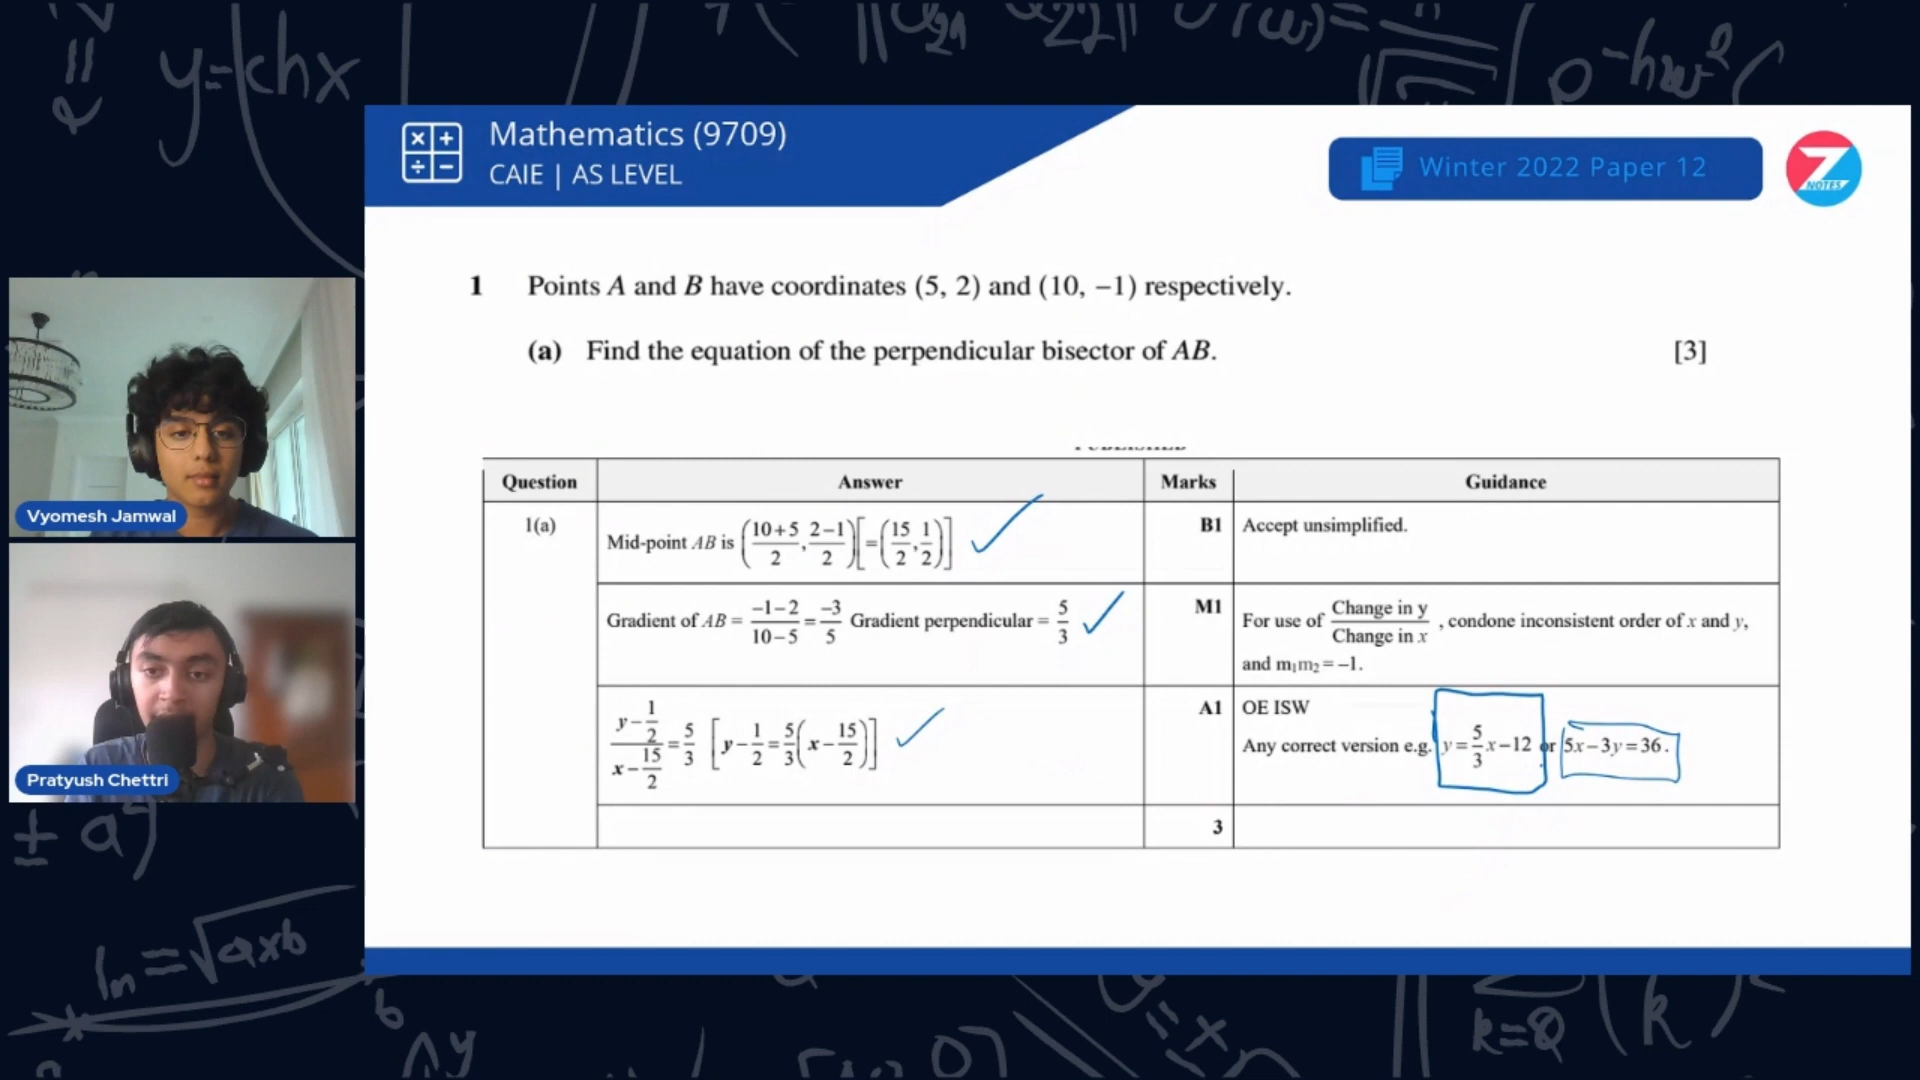 y=chx
Mathematics (9709)
CAIE | AS LEVEL
Winter 2022 Paper 12
Z
NOTES
1 Points A and B have coordinates (5, 2) and (10, −1) respectively.
(a) Find the equation of the perpendicular bisector of AB. [3]
Question Answer Marks Guidance
1(a) Mid-point AB is ((10+5)/2, (2−1)/2) [= (15/2, 1/2)] B1 Accept unsimplified.
Gradient of AB = (−1−2)/(10−5) = −3/5 Gradient perpendicular = 5/3 M1 For use of Change in y / Change in x , condone inconsistent order of x and y,
and m₁m₂ = −1.
(y − 1/2)/(x − 15/2) = 5/3 [y − 1/2 = 5/3(x − 15/2)] A1 OE ISW
Any correct version e.g. y = 5/3 x − 12 or 5x − 3y = 36.
3
Vyomesh Jamwal
Pratyush Chettri
ln=√axb
b
k=Q
(k)